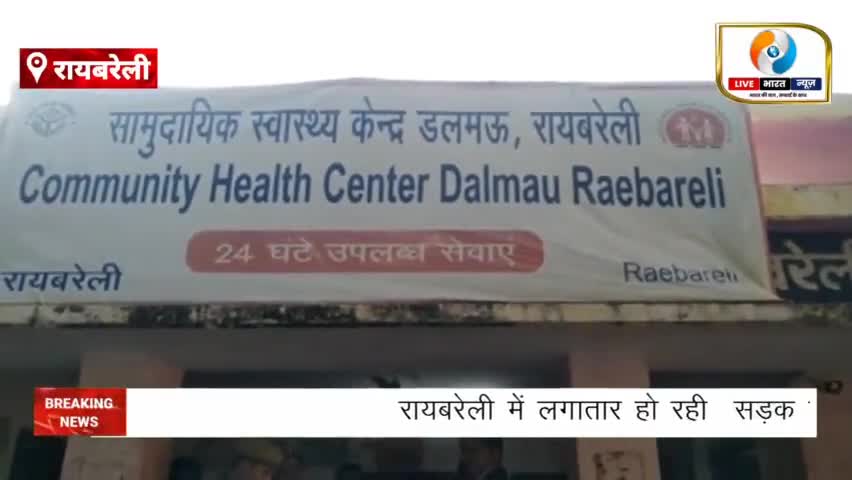 रायबरेली
LIVE भारत न्यूज़
सामुदायिक स्वास्थ्य केन्द्र डलमऊ, रायबरेली
Community Health Center Dalmau Raebareli
24 घंटे उपलब्ध सेवाएं
रायबरेली
Raebareli
BREAKING
NEWS
रायबरेली में लगातार हो रही सड़क